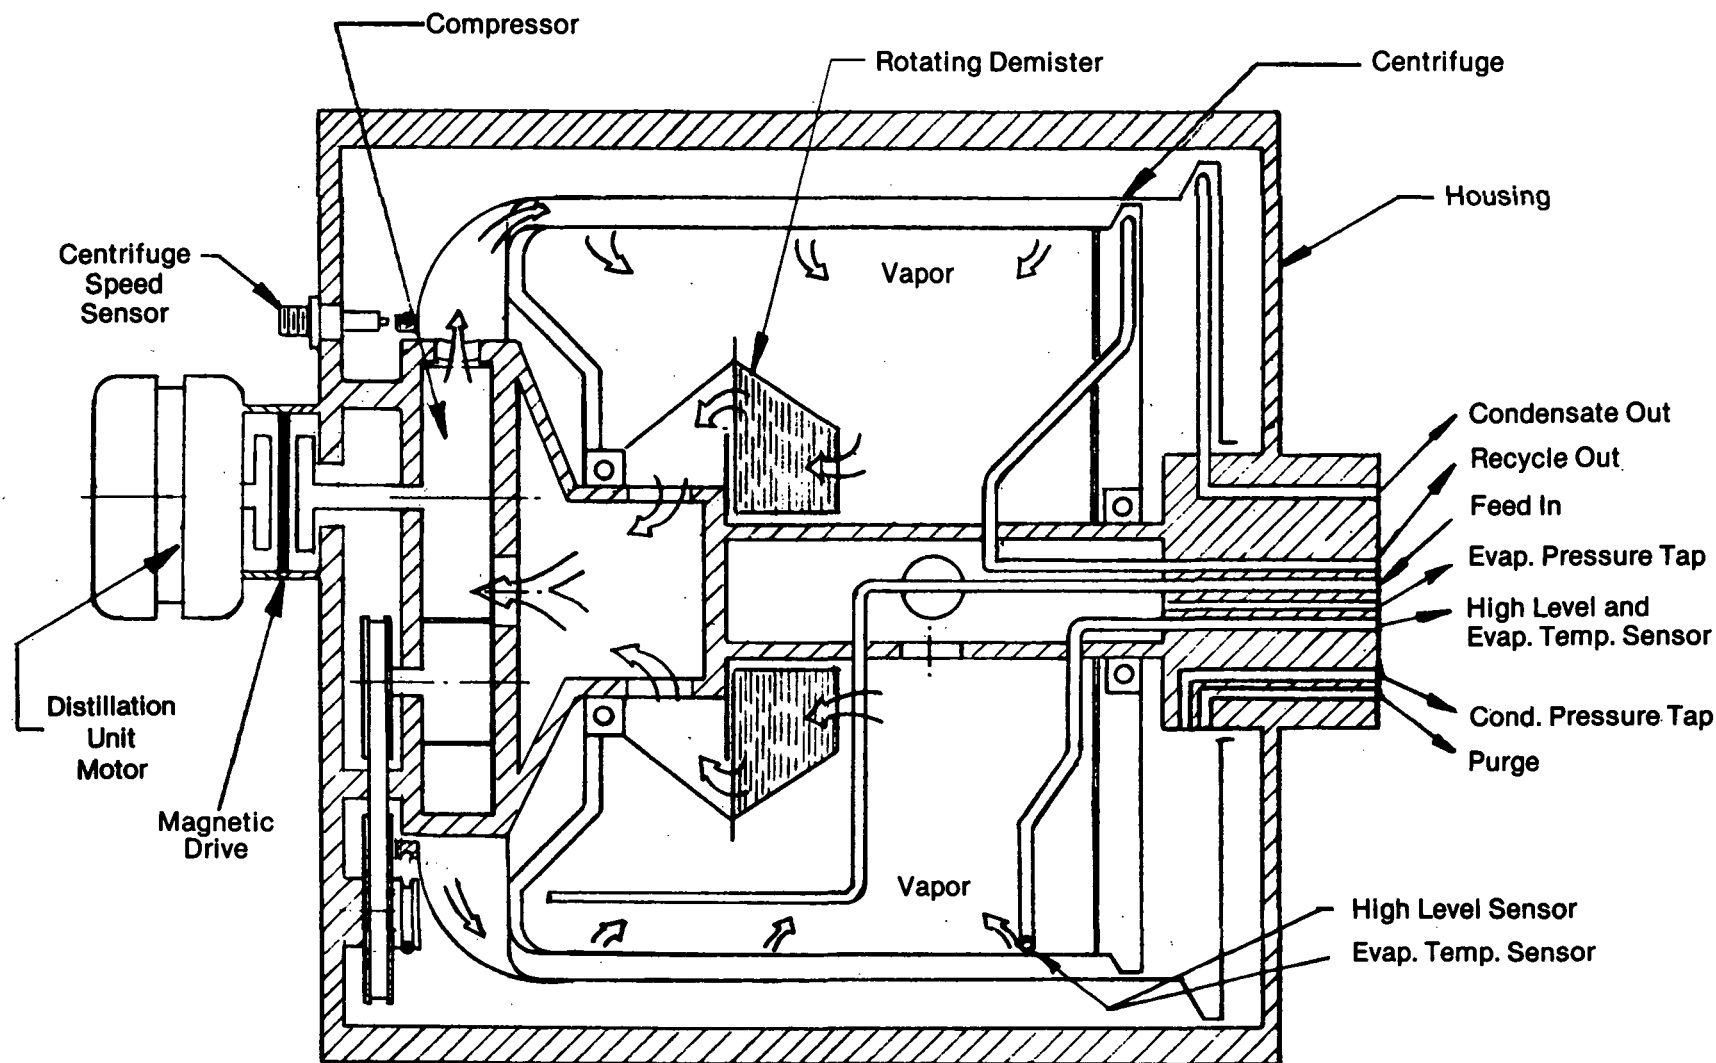 Compressor
Rotating Demister
Centrifuge
Housing
Centrifuge
Speed
Sensor
Vapor
Condensate Out
Recycle Out
Feed In
Evap. Pressure Tap
High Level and
Evap. Temp. Sensor
Cond. Pressure Tap
Purge
Distillation
Unit
Motor
Magnetic
Drive
Vapor
High Level Sensor
Evap. Temp. Sensor